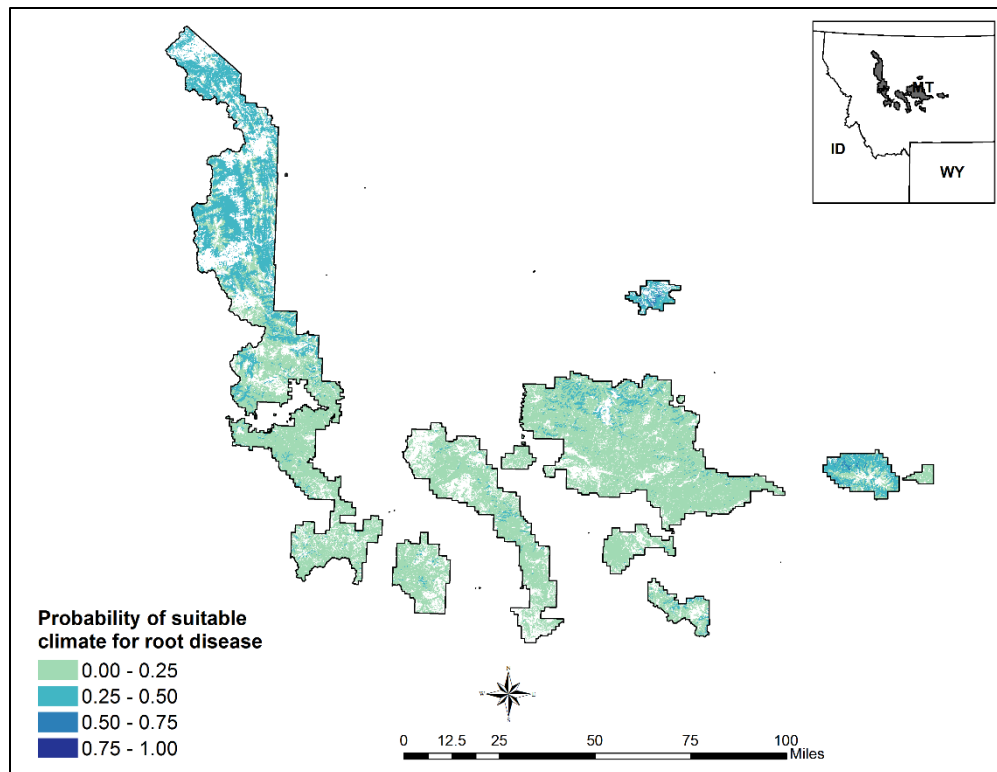 MT
ID
WY
Probability of suitable
climate for root disease
0.00 - 0.25
0.25 - 0.50
0.50 - 0.75
0.75 - 1.00
N
0 12.5 25 50 75 100
Miles